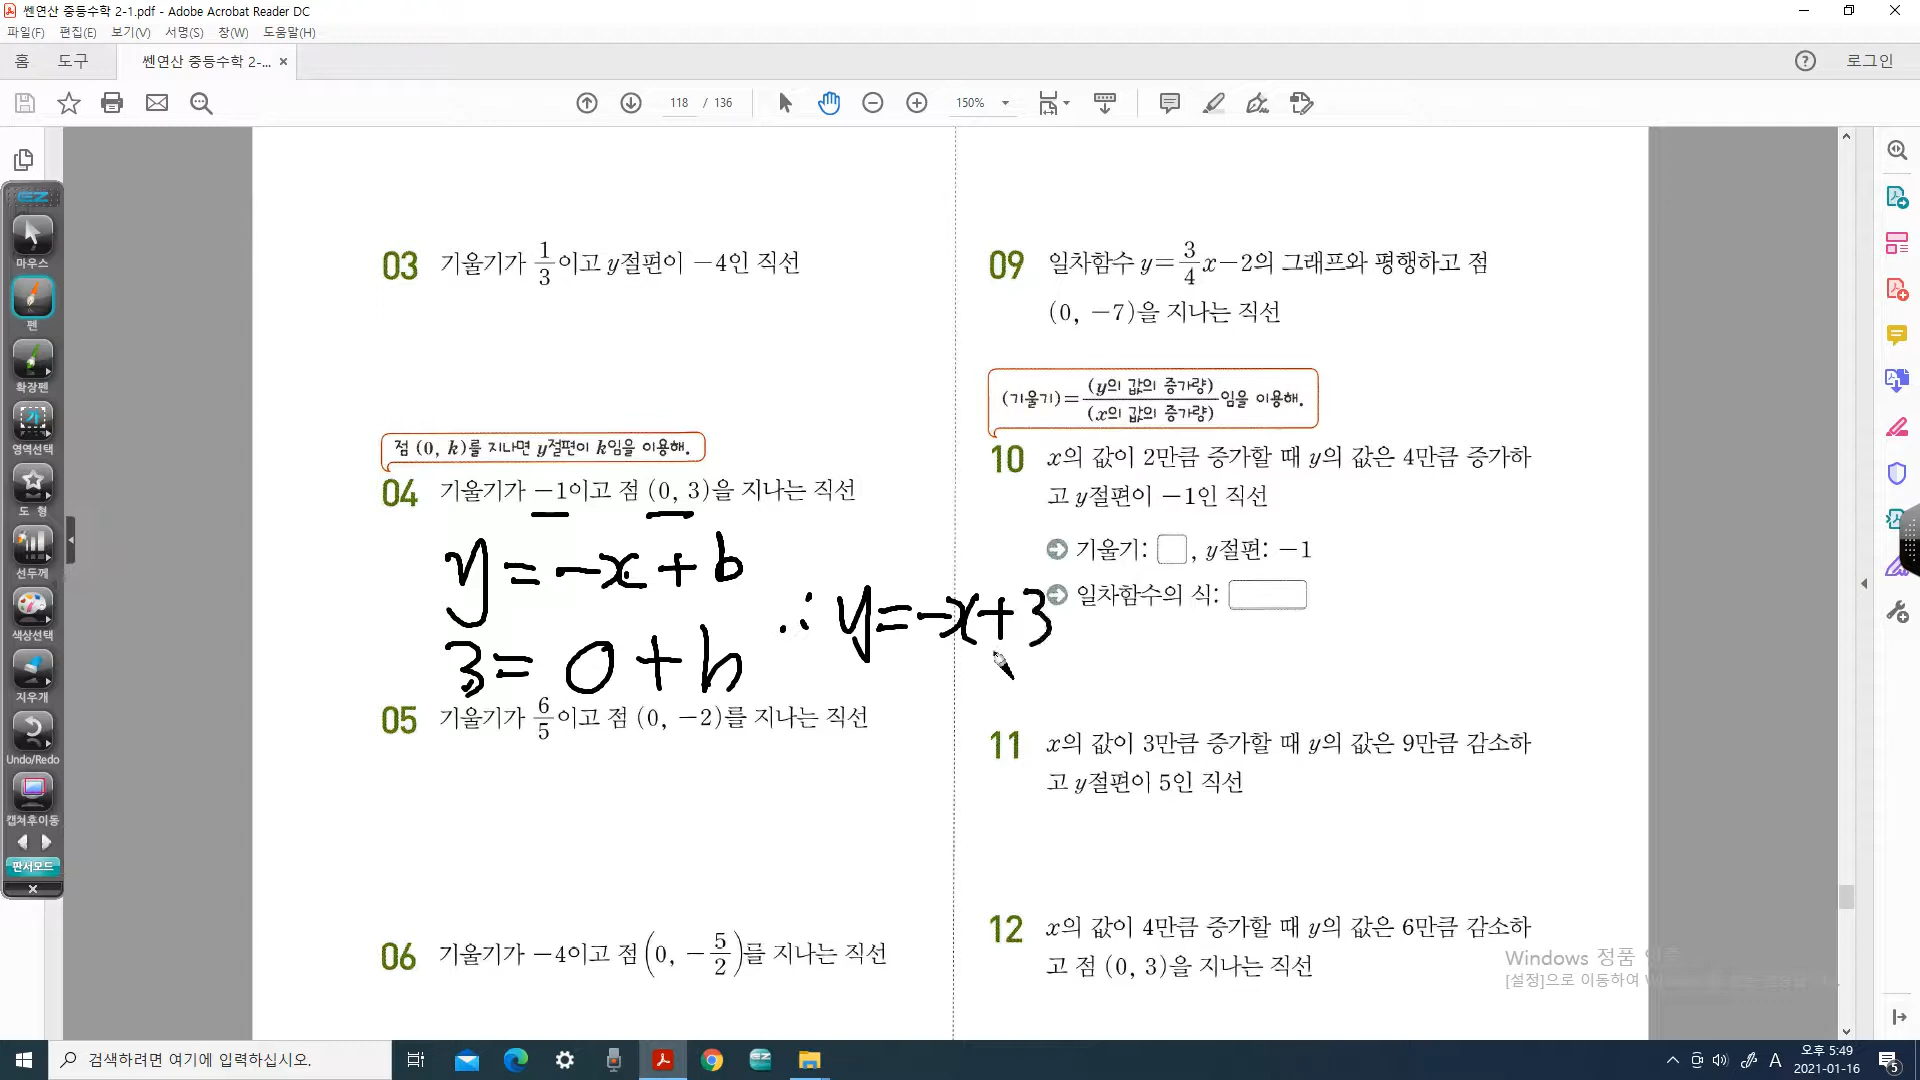 쎈연산 중등수학 2-1.pdf - Adobe Acrobat Reader DC
파일(F) 편집(E) 보기(V) 서명(S) 창(W) 도움말(H)
홈 도구 쎈연산 중등수학 2-... × 로그인
118 / 136 150%
EZ
마우스
펜
확장펜
영역선택
도 형
선두께
색상선택
지우개
Undo/Redo
캡쳐후이동
판서모드
03 기울기가 1/3이고 y절편이 -4인 직선
점 (0, k)를 지나면 y절편이 k임을 이용해.
04 기울기가 -1이고 점 (0, 3)을 지나는 직선
y=-x+b
3=0+b
∴ y=-x+3
05 기울기가 6/5이고 점 (0, -2)를 지나는 직선
06 기울기가 -4이고 점 (0, -5/2)를 지나는 직선
09 일차함수 y=3/4x-2의 그래프와 평행하고 점
(0, -7)을 지나는 직선
(기울기)=(y의 값의 증가량)/(x의 값의 증가량)임을 이용해.
10 x의 값이 2만큼 증가할 때 y의 값은 4만큼 증가하
고 y절편이 -1인 직선
기울기: , y절편: -1
일차함수의 식:
11 x의 값이 3만큼 증가할 때 y의 값은 9만큼 감소하
고 y절편이 5인 직선
12 x의 값이 4만큼 증가할 때 y의 값은 6만큼 감소하
고 점 (0, 3)을 지나는 직선
Windows 정품
[설정]으로 이동하여
검색하려면 여기에 입력하십시오.
EZ
A
오후 5:49
2021-01-16
5